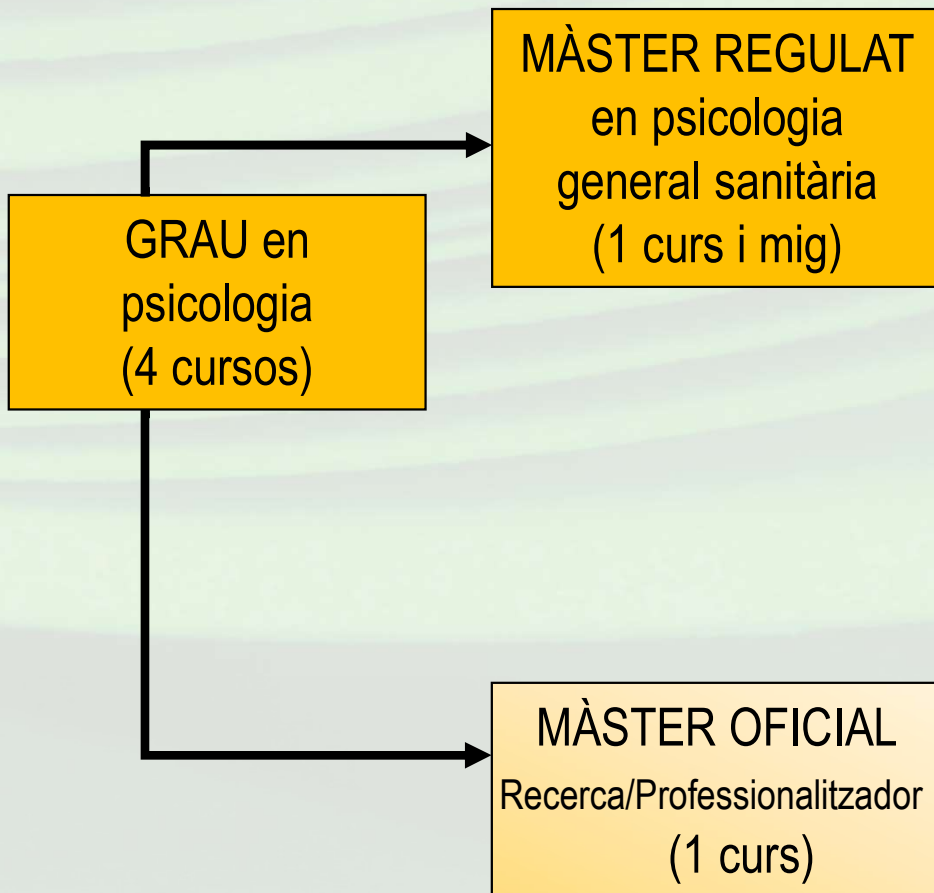 MÀSTER REGULAT
en psicologia
general sanitària
(1 curs i mig)
GRAU en
psicologia
(4 cursos)
MÀSTER OFICIAL
Recerca/Professionalitzador
(1 curs)